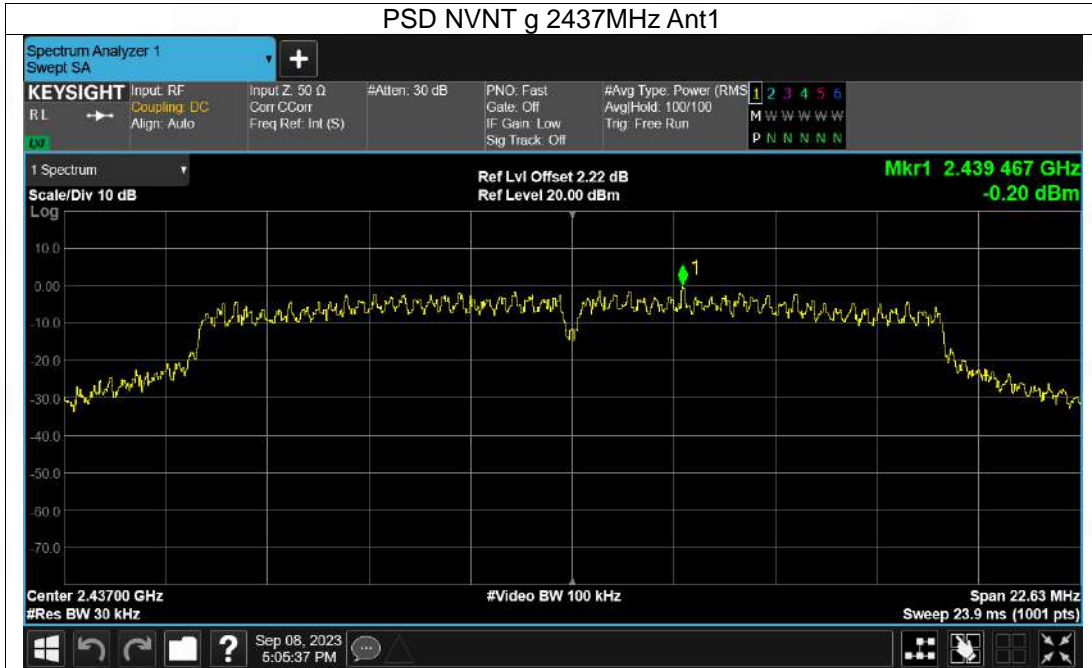 PSD NVNT g 2437MHz Ant1
Spectrum Analyzer 1
Swept SA
+
KEYSIGHT
RL
LXI
Input: RF
Coupling: DC
Align: Auto
Input Z: 50 Ω
Corr CCorr
Freq Ref: Int (S)
#Atten: 30 dB
PNO: Fast
Gate: Off
IF Gain: Low
Sig Track: Off
#Avg Type: Power (RMS
Avg|Hold: 100/100
Trig: Free Run
1 2 3 4 5 6
M W W W W W
P N N N N N
1 Spectrum
Scale/Div 10 dB
Log
Ref Lvl Offset 2.22 dB
Ref Level 20.00 dBm
Mkr1 2.439 467 GHz
-0.20 dBm
1
10.0
0.00
-10.0
-20.0
-30.0
-40.0
-50.0
-60.0
-70.0
Center 2.43700 GHz
#Res BW 30 kHz
#Video BW 100 kHz
Span 22.63 MHz
Sweep 23.9 ms (1001 pts)
?
Sep 08, 2023
5:05:37 PM